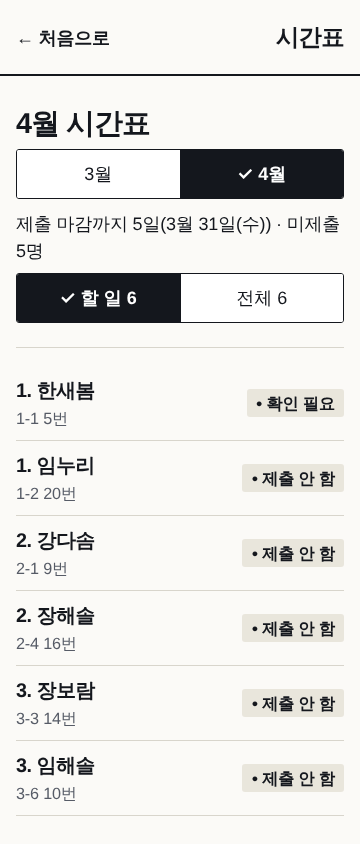 ← 처음으로
시간표
4월 시간표
3월
✓ 4월
제출 마감까지 5일(3월 31일(수)) · 미제출
5명
✓ 할 일 6
전체 6
1. 한새봄
• 확인 필요
1-1 5번
1. 임누리
• 제출 안 함
1-2 20번
2. 강다솜
• 제출 안 함
2-1 9번
2. 장해솔
• 제출 안 함
2-4 16번
3. 장보람
• 제출 안 함
3-3 14번
3. 임해솔
• 제출 안 함
3-6 10번